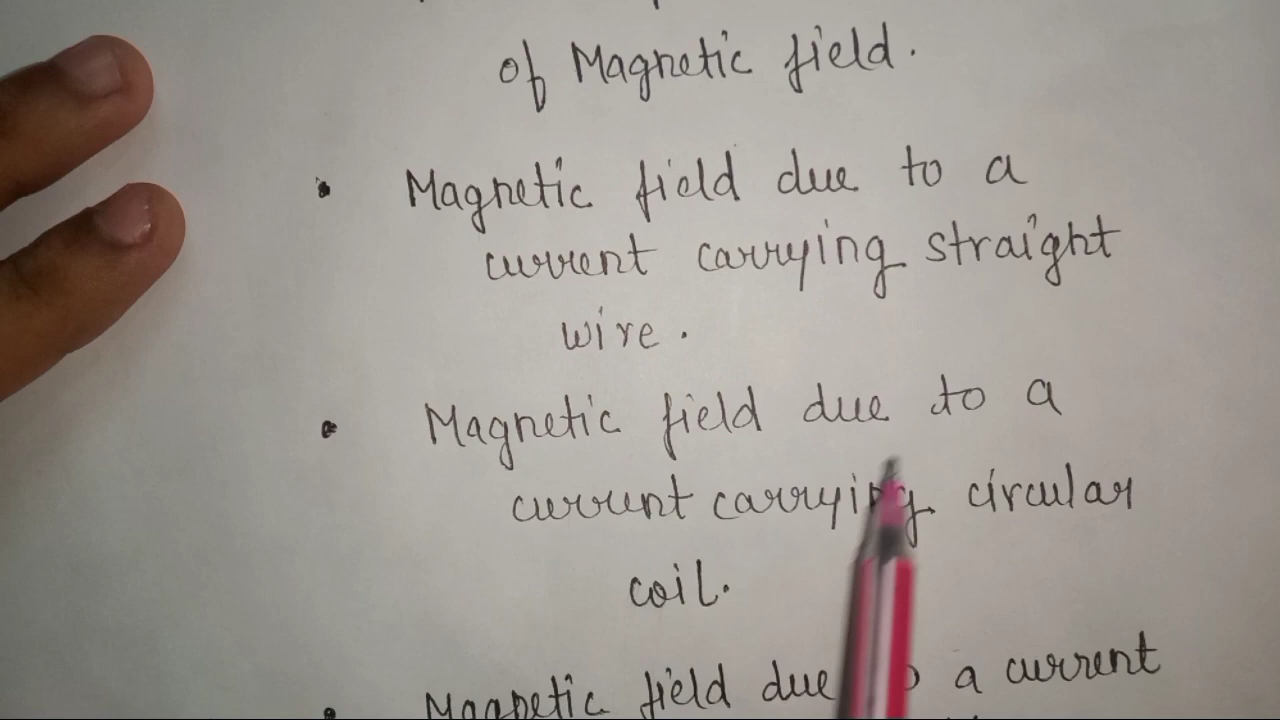 of Magnetic field.
• Magnetic field due to a
current carrying straight
wire.
• Magnetic field due to a
current carrying circular
coil.
• Magnetic field due a current